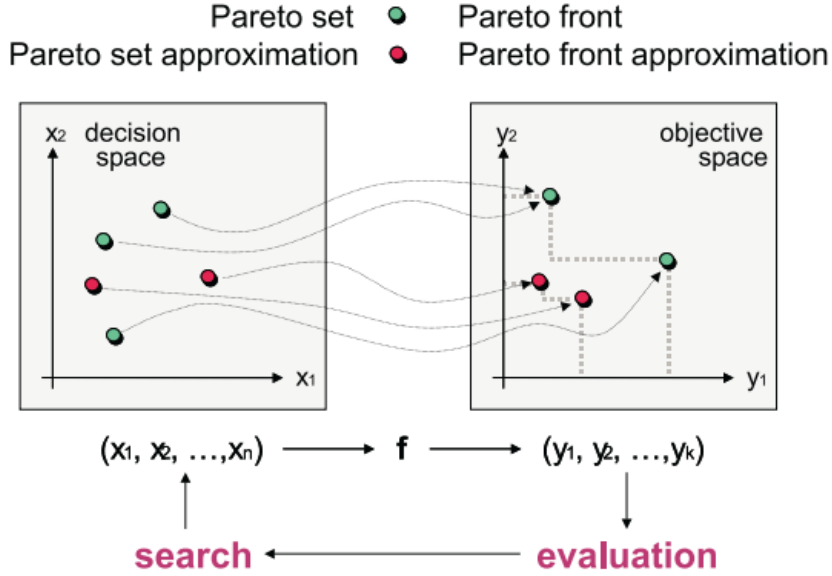 Pareto set Pareto front
Pareto set approximation Pareto front approximation
x2 decision space
x1
y2 objective space
y1
(x1, x2, ...,xn) f (y1, y2, ...,yk)
search evaluation